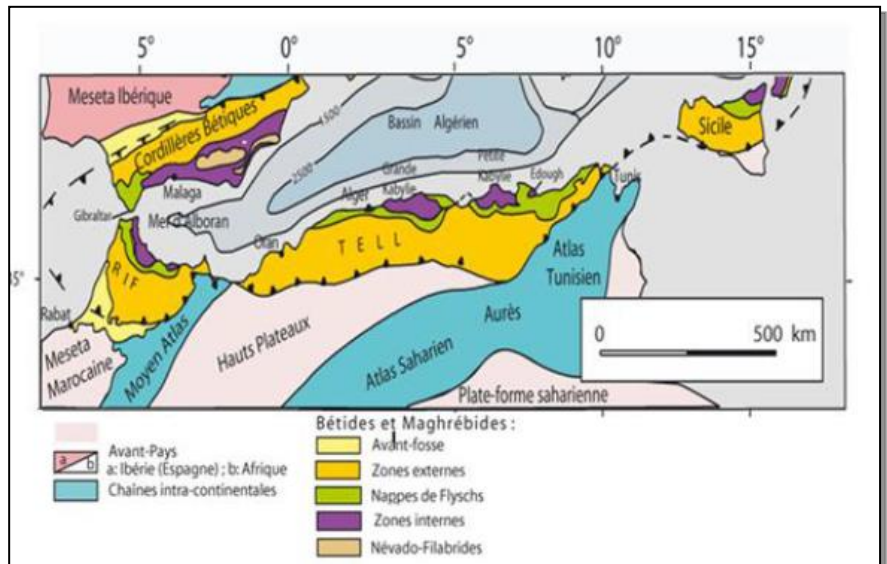 5°
0°
5°
10°
15°
Meseta Ibérique
Cordillères Bétiques
1500
2500
Bassin Algérien
Sicile
Malaga
Gibraltar
Mer d'Alboran
Alger
Grande
Kabylie
Petite
Kabylie
Edough
Tunis
Oran
TELL
RIF
Rabat
5°
Atlas
Tunisien
Aurès
Hauts Plateaux
Meseta
Marocaine
Moyen Atlas
Atlas Saharien
Plate-forme saharienne
0
500 km
Avant-Pays
a b
a: Ibérie (Espagne) ; b: Afrique
Chaînes intra-continentales
Bétides et Maghrébides :
Avant-fosse
Zones externes
Nappes de Flyschs
Zones internes
Névado-Filabrides